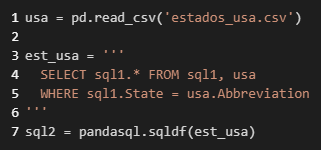 1 usa = pd.read_csv('estados_usa.csv')
2
3 est_usa = '''
4   SELECT sql1.* FROM sql1, usa
5   WHERE sql1.State = usa.Abbreviation
6 '''
7 sql2 = pandasql.sqldf(est_usa)